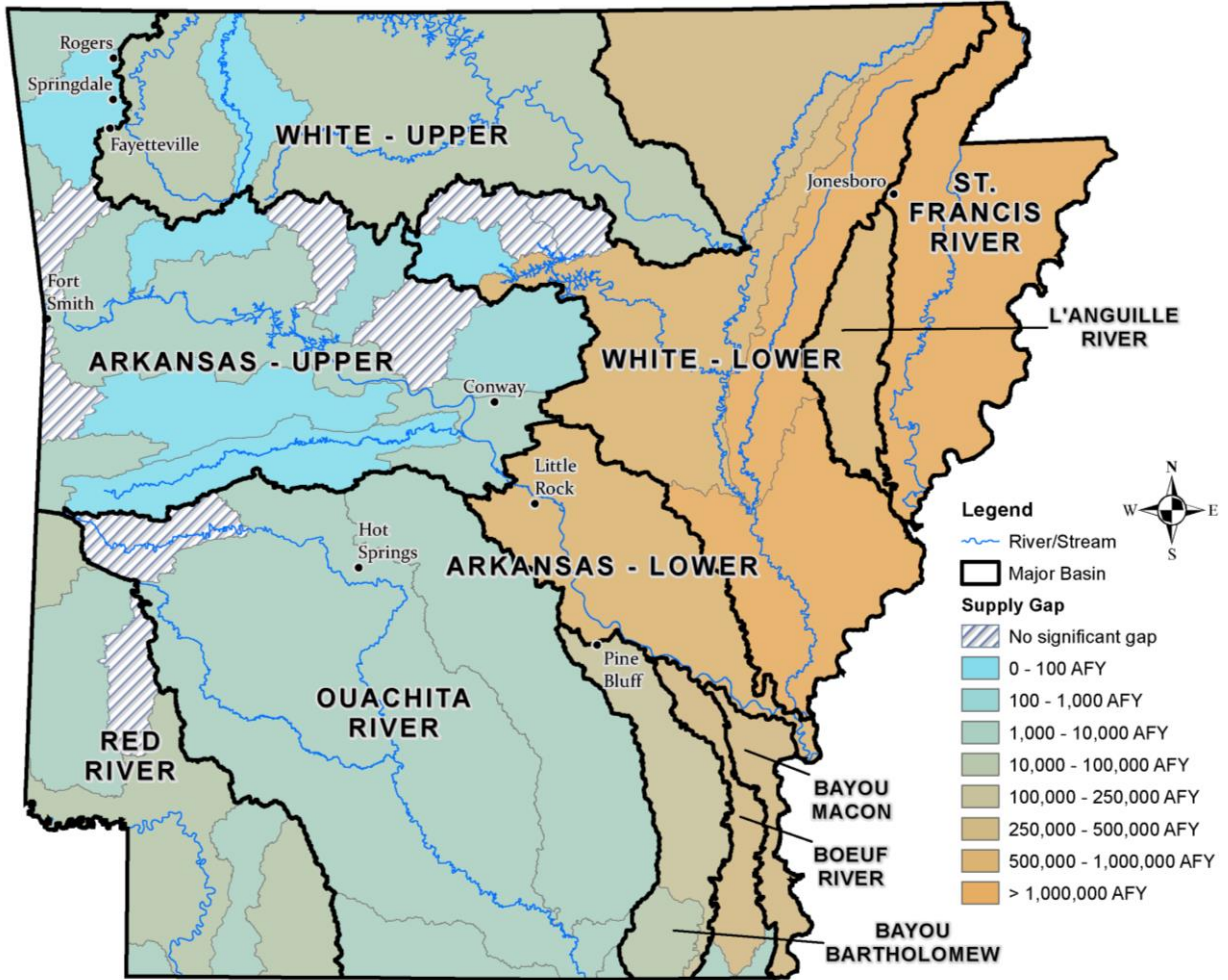 Rogers
Springdale
Fayetteville
WHITE - UPPER
Jonesboro
ST.
FRANCIS
RIVER
Fort
Smith
L'ANGUILLE
RIVER
ARKANSAS - UPPER
WHITE - LOWER
Conway
Little
Rock
Hot
Springs
ARKANSAS - LOWER
Pine
Bluff
OUACHITA
RIVER
RED
RIVER
BAYOU
MACON
BOEUF
RIVER
BAYOU
BARTHOLOMEW
N
W E
S
Legend
River/Stream
Major Basin
Supply Gap
No significant gap
0 - 100 AFY
100 - 1,000 AFY
1,000 - 10,000 AFY
10,000 - 100,000 AFY
100,000 - 250,000 AFY
250,000 - 500,000 AFY
500,000 - 1,000,000 AFY
> 1,000,000 AFY